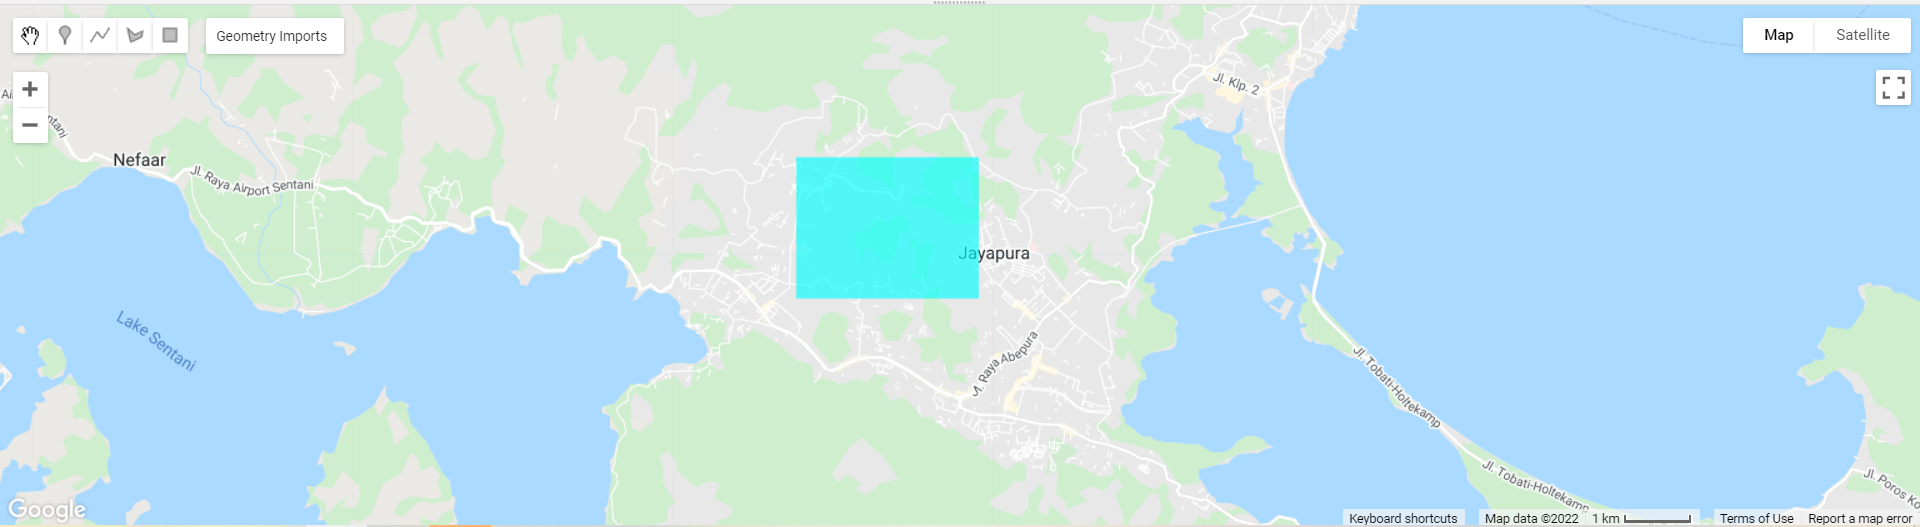 Geometry Imports
Map
Satellite
Jl. Klp. 2
Ai
ntani
Nefaar
Jl. Raya Airport Sentani
Jayapura
Lake Sentani
Jl. Raya Abepura
Jl. Tobati-Holtekamp
Jl. Tobati-Holtekamp
Jl. Poros Ko
Google
Keyboard shortcuts
Map data ©2022
1 km
Terms of Use
Report a map error